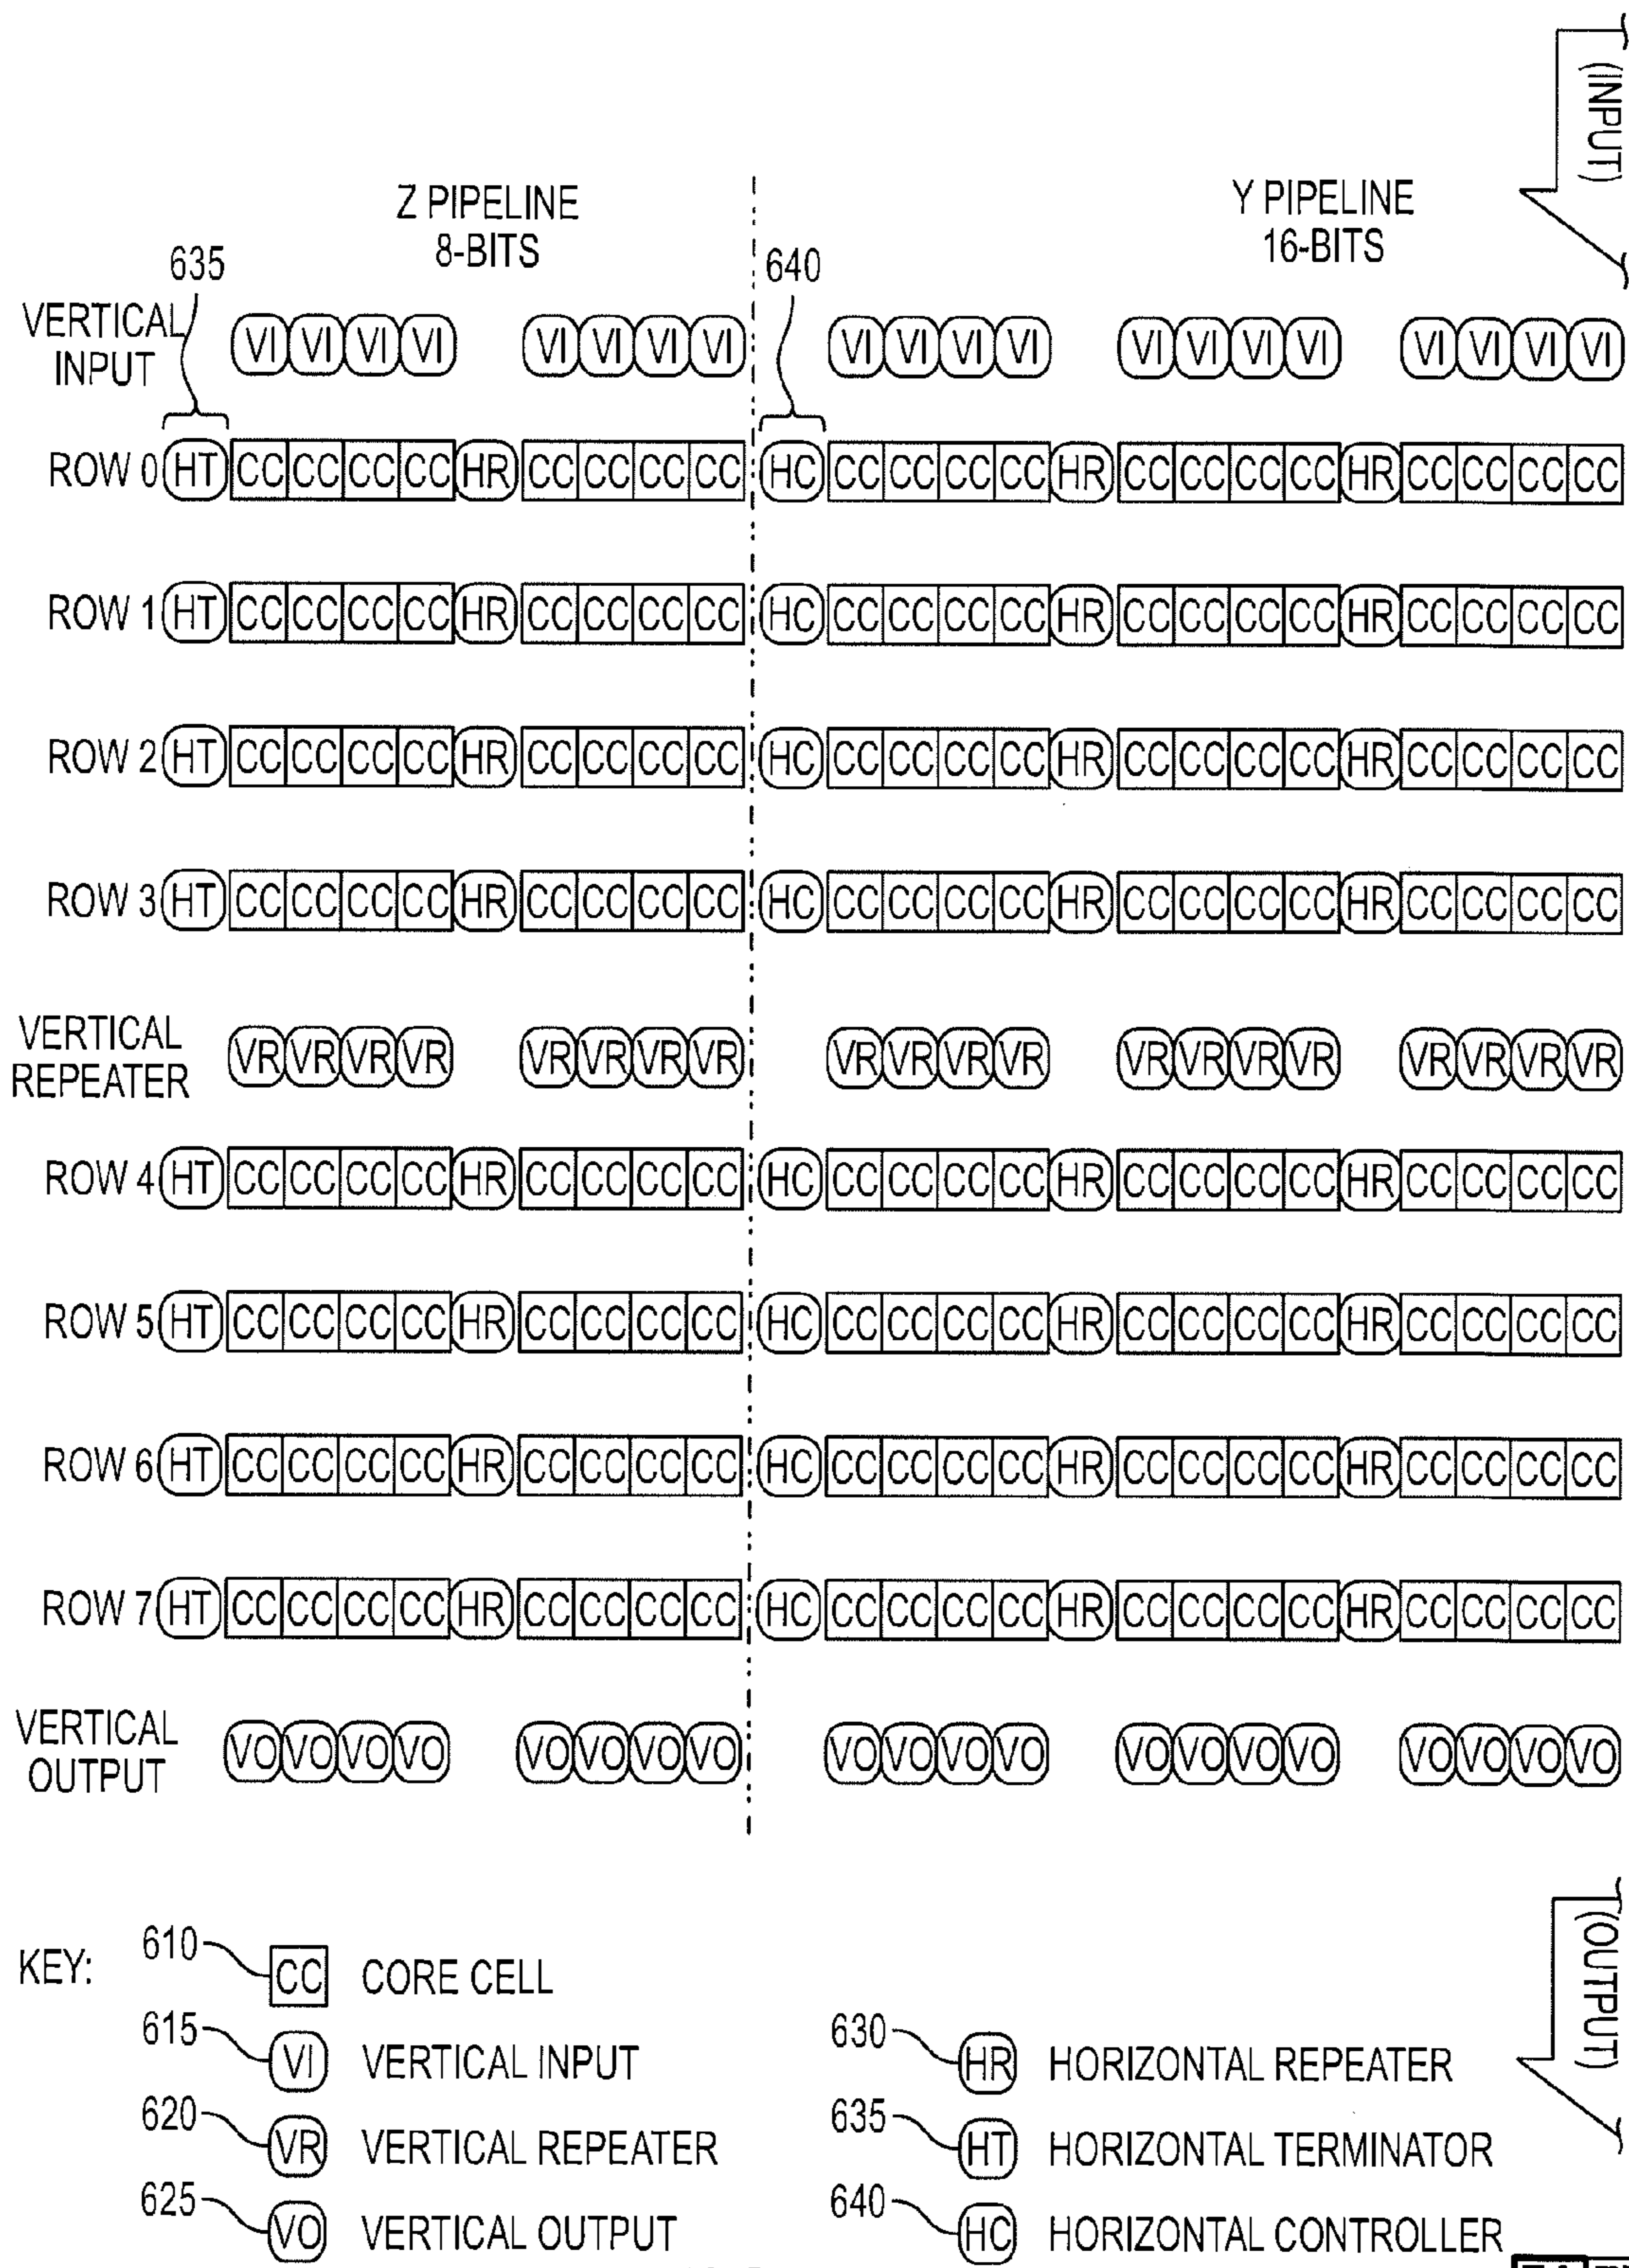 (INPUT)
Z PIPELINE
8-BITS
Y PIPELINE
16-BITS
635
640
VERTICAL
INPUT
VI VI VI VI VI VI VI VI VI VI VI VI VI VI VI VI VI VI VI VI
ROW 0 HT CC CC CC CC HR CC CC CC CC HC CC CC CC CC HR CC CC CC CC HR CC CC CC CC
ROW 1 HT CC CC CC CC HR CC CC CC CC HC CC CC CC CC HR CC CC CC CC HR CC CC CC CC
ROW 2 HT CC CC CC CC HR CC CC CC CC HC CC CC CC CC HR CC CC CC CC HR CC CC CC CC
ROW 3 HT CC CC CC CC HR CC CC CC CC HC CC CC CC CC HR CC CC CC CC HR CC CC CC CC
VERTICAL
REPEATER
VR VR VR VR VR VR VR VR VR VR VR VR VR VR VR VR VR VR VR VR
ROW 4 HT CC CC CC CC HR CC CC CC CC HC CC CC CC CC HR CC CC CC CC HR CC CC CC CC
ROW 5 HT CC CC CC CC HR CC CC CC CC HC CC CC CC CC HR CC CC CC CC HR CC CC CC CC
ROW 6 HT CC CC CC CC HR CC CC CC CC HC CC CC CC CC HR CC CC CC CC HR CC CC CC CC
ROW 7 HT CC CC CC CC HR CC CC CC CC HC CC CC CC CC HR CC CC CC CC HR CC CC CC CC
VERTICAL
OUTPUT
VO VO VO VO VO VO VO VO VO VO VO VO VO VO VO VO VO VO VO VO
(OUTPUT)
KEY:
610 CC CORE CELL
615 VI VERTICAL INPUT
620 VR VERTICAL REPEATER
625 VO VERTICAL OUTPUT
630 HR HORIZONTAL REPEATER
635 HT HORIZONTAL TERMINATOR
640 HC HORIZONTAL CONTROLLER